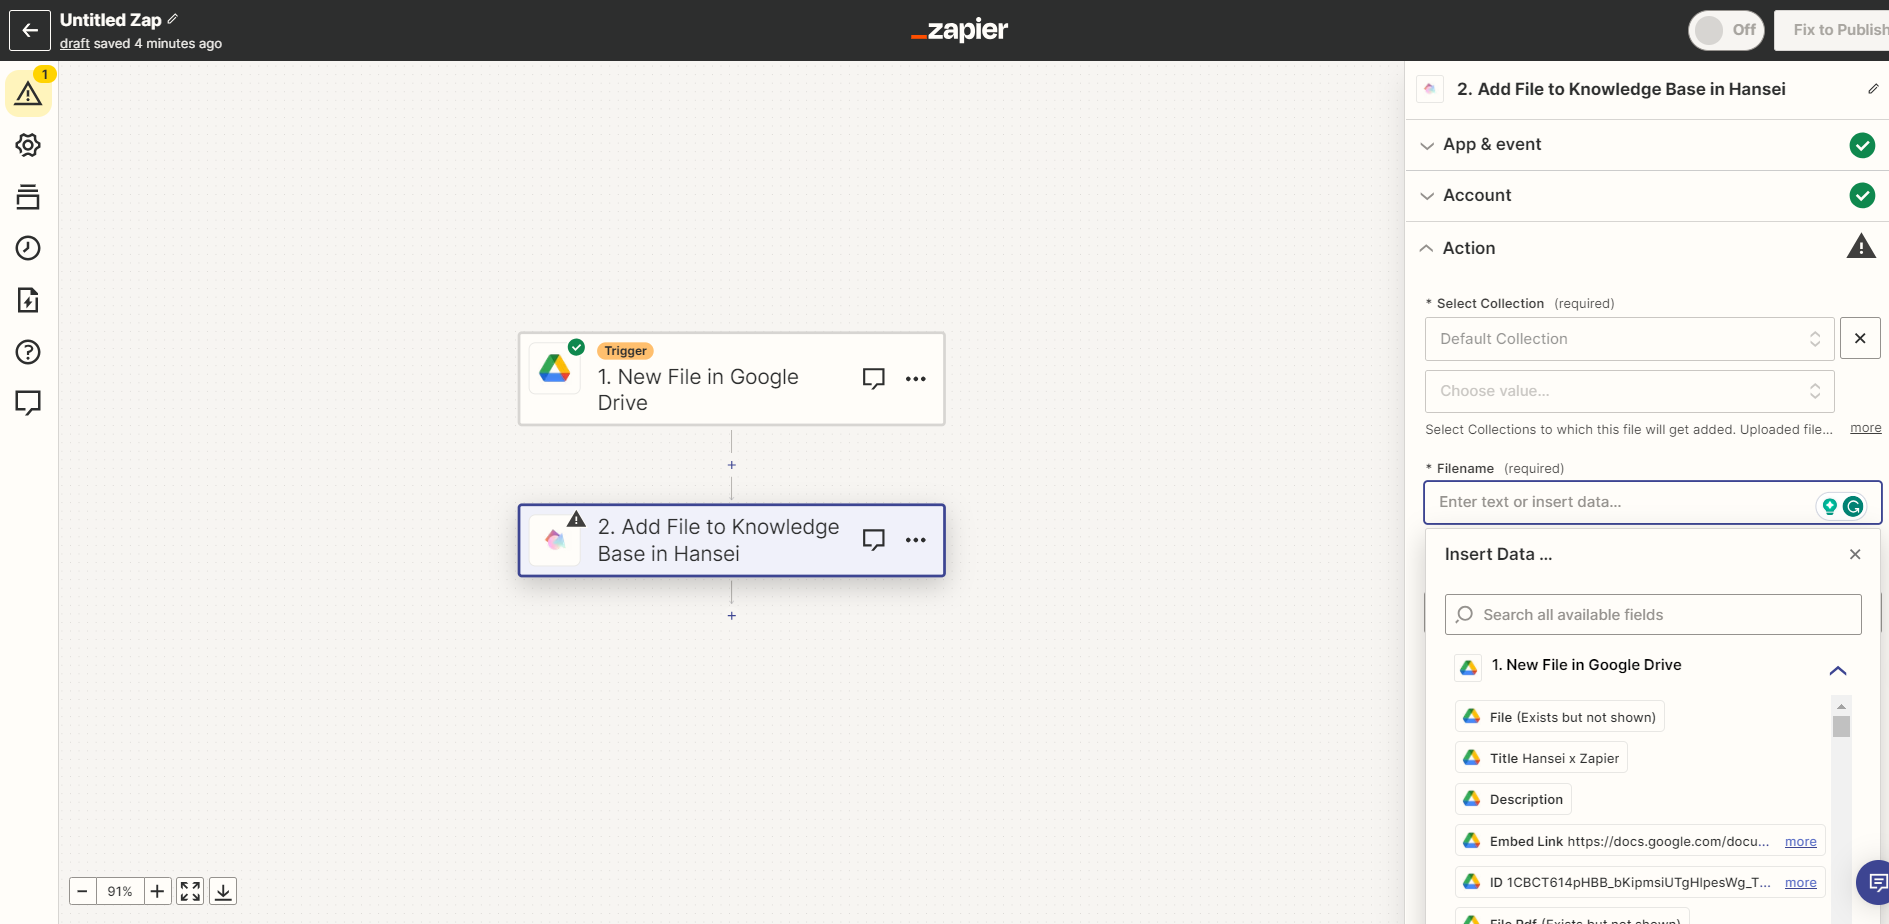 Untitled Zap
draft saved 4 minutes ago
zapier
Off
Fix to Publish
1
2. Add File to Knowledge Base in Hansei
App & event
Account
Action
* Select Collection (required)
Default Collection
Choose value...
Select Collections to which this file will get added. Uploaded file... more
* Filename (required)
Enter text or insert data...
Insert Data ...
Search all available fields
1. New File in Google Drive
File (Exists but not shown)
Title Hansei x Zapier
Description
Embed Link https://docs.google.com/docu... more
ID 1CBCT614pHBB_bKipmsiUTgHlpesWg_T... more
File Pdf (Exists but not shown)
Trigger
1. New File in Google
Drive
+
2. Add File to Knowledge
Base in Hansei
+
91%